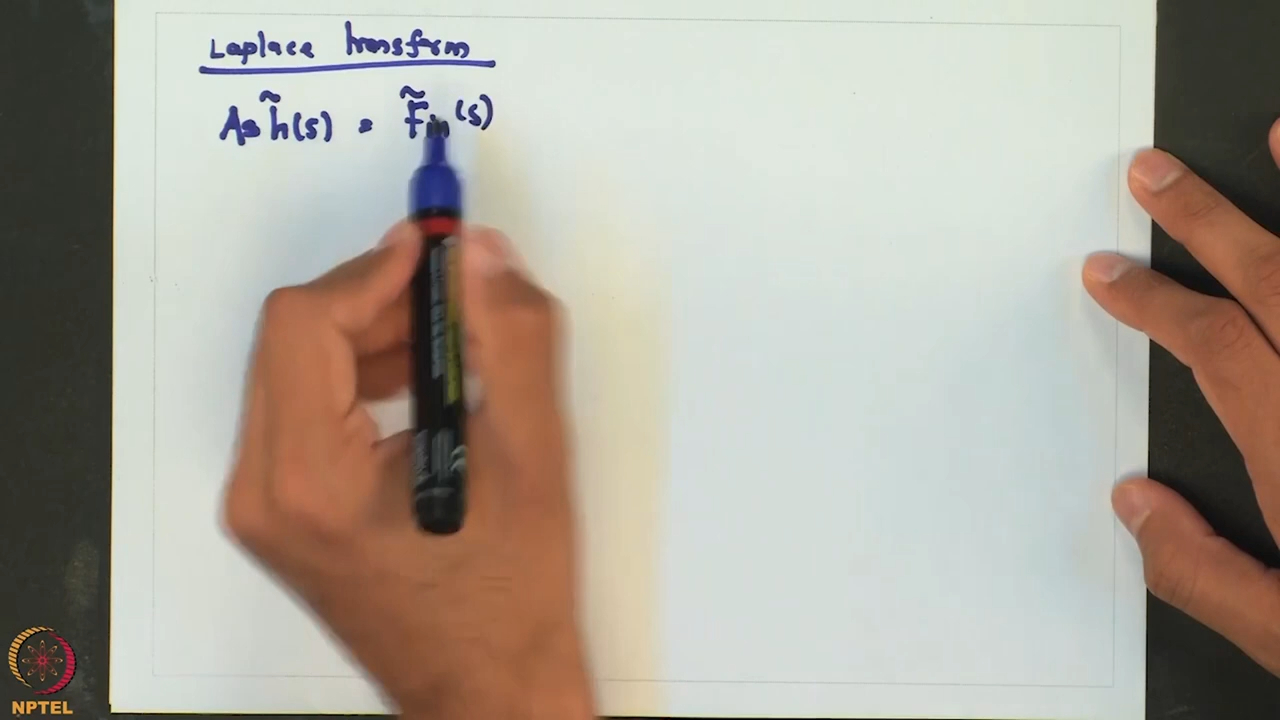 Laplace transform
As h̃(s) = F̃in(s)
NPTEL